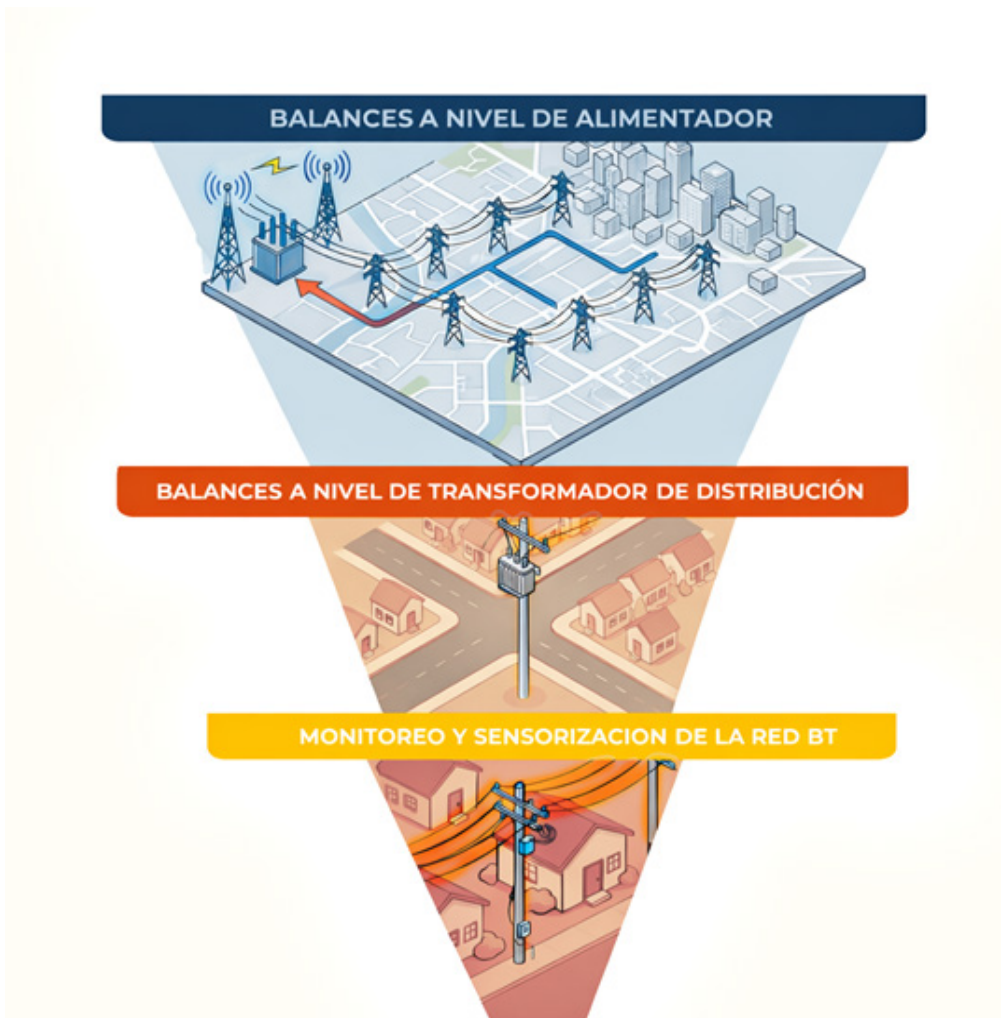 BALANCES A NIVEL DE ALIMENTADOR
BALANCES A NIVEL DE TRANSFORMADOR DE DISTRIBUCIÓN
MONITOREO Y SENSORIZACION DE LA RED BT